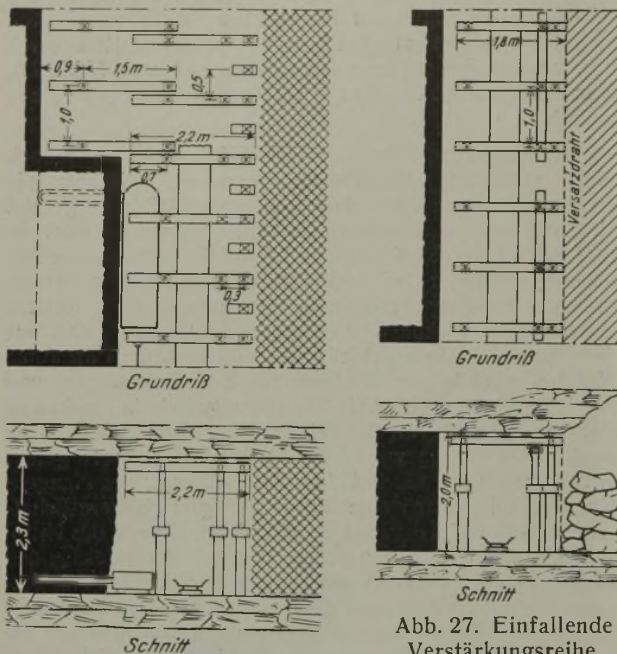 0,9
1,5m
0,5
1,0
2,2m
0,7
0,3
Grundriß
2,3m
2,2m
Schnitt
1,8m
1,0
Versatzdraht
Grundriß
2,0m
Schnitt
Abb. 27. Einfallende
Verstärkungsreihe